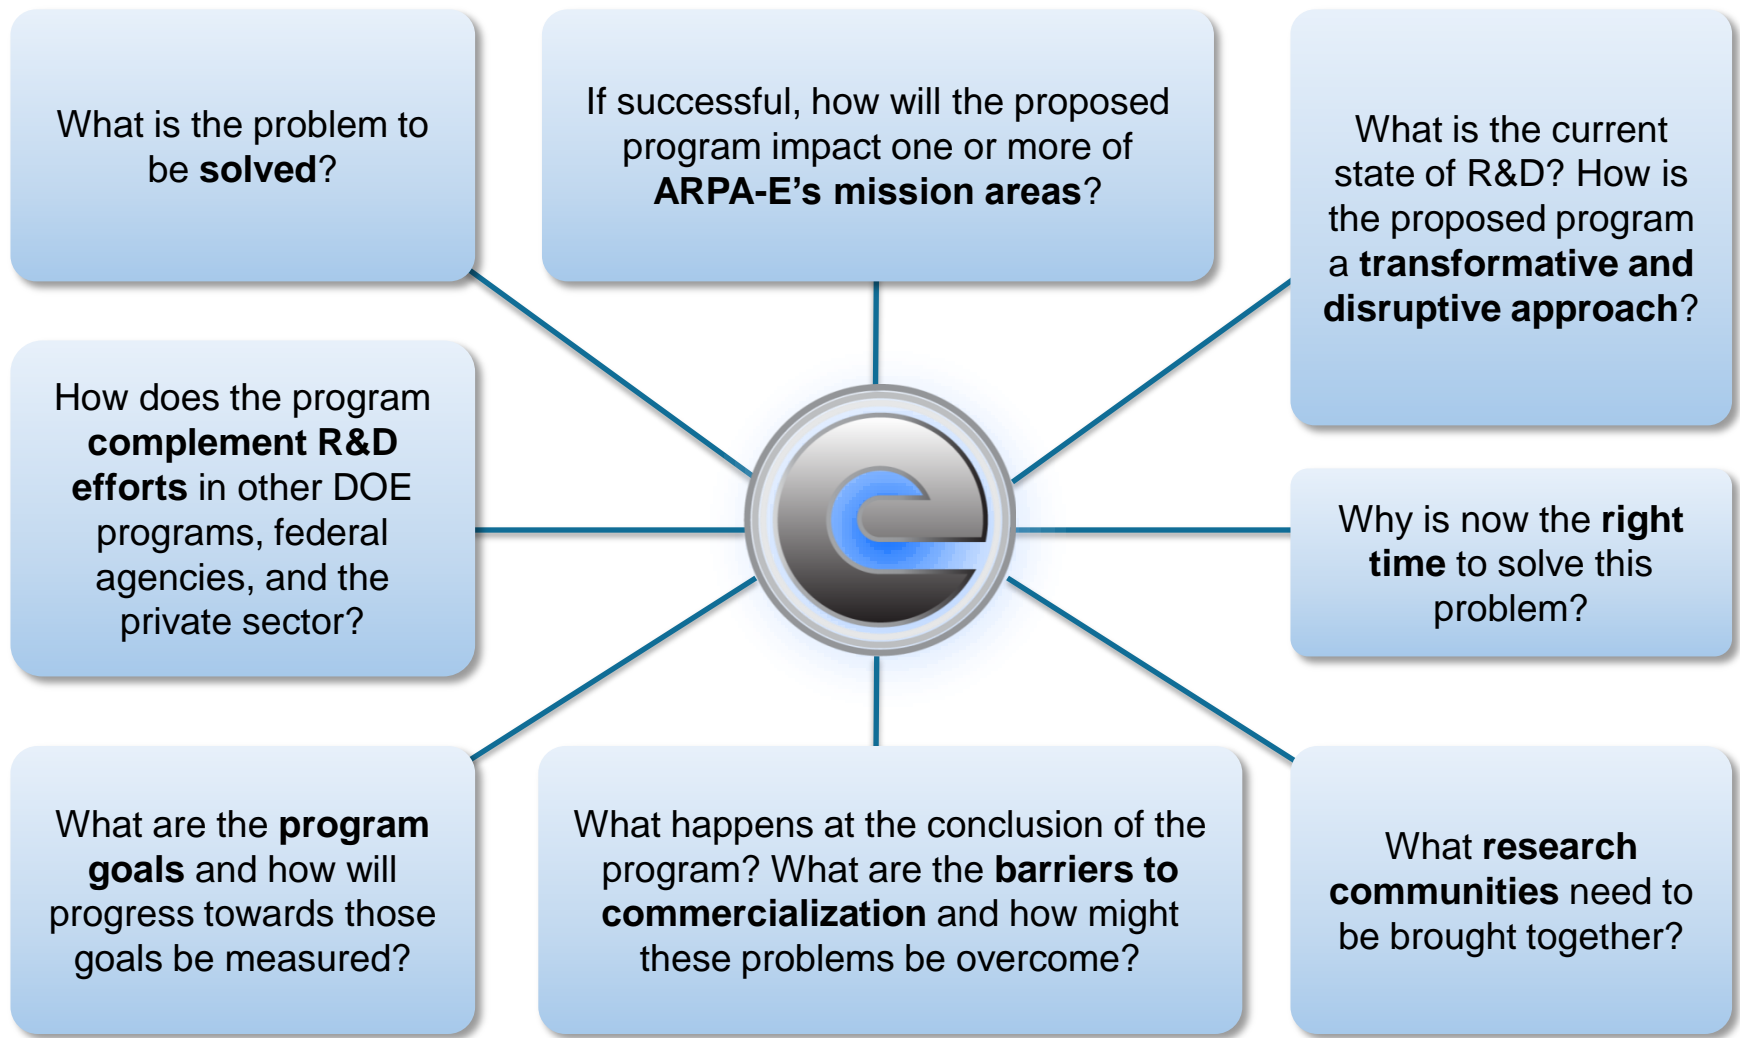 What is the problem to
be solved?
If successful, how will the proposed
program impact one or more of
ARPA-E’s mission areas?
What is the current
state of R&D? How is
the proposed program
a transformative and
disruptive approach?
How does the program
complement R&D
efforts in other DOE
programs, federal
agencies, and the
private sector?
Why is now the right
time to solve this
problem?
What are the program
goals and how will
progress towards those
goals be measured?
What happens at the conclusion of the
program? What are the barriers to
commercialization and how might
these problems be overcome?
What research
communities need to
be brought together?